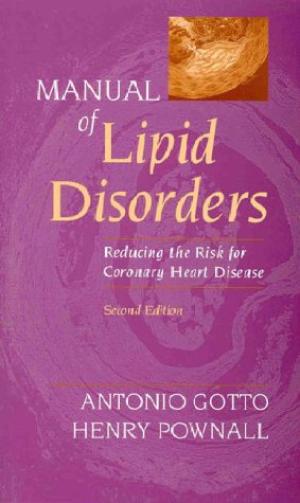 MANUAL
of Lipid
Disorders
Reducing the Risk for
Coronary Heart Disease
Second Edition
ANTONIO GOTTO
HENRY POWNALL